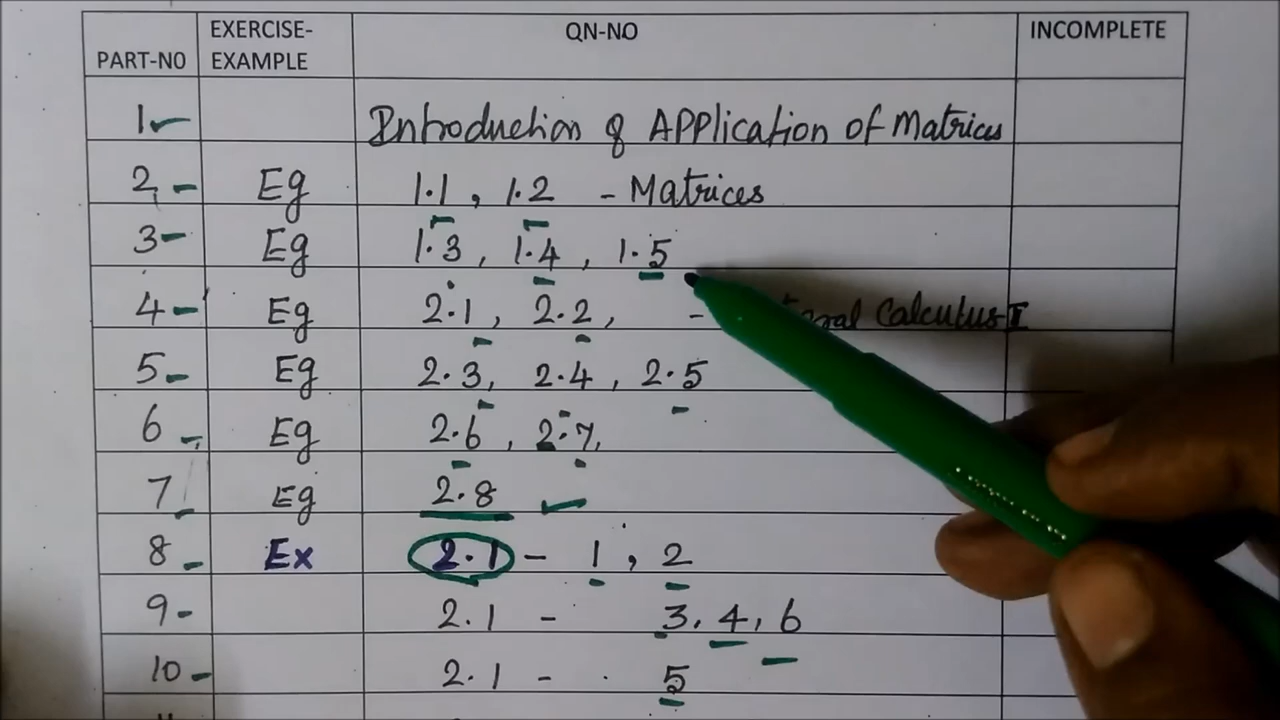 PART-NO EXERCISE-EXAMPLE QN-NO INCOMPLETE
1 Introduction of Application of Matrices
2 Eg 1.1, 1.2 - Matrices
3 Eg 1.3, 1.4, 1.5
4 Eg 2.1, 2.2, - Calculus-I
5 Eg 2.3, 2.4, 2.5
6 Eg 2.6, 2.7,
7 Eg 2.8
8 Ex 2.1 - 1, 2
9 2.1 - 3, 4, 6
10 2.1 - 5